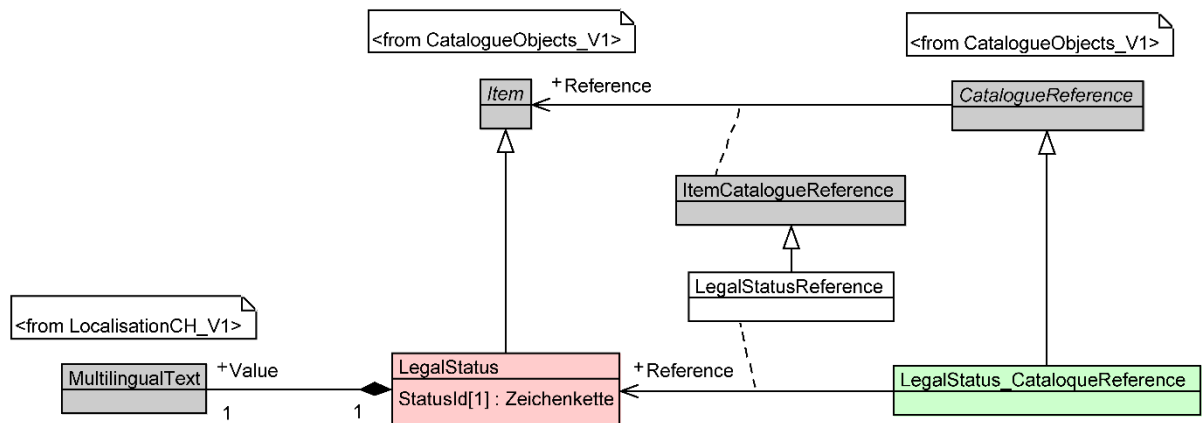 <from CatalogueObjects_V1>
<from CatalogueObjects_V1>
Item
+Reference
CatalogueReference
ItemCatalogueReference
LegalStatusReference
<from LocalisationCH_V1>
MultilingualText
+Value
1
1
LegalStatus
StatusId[1] : Zeichenkette
+Reference
LegalStatus_CataloqueReference